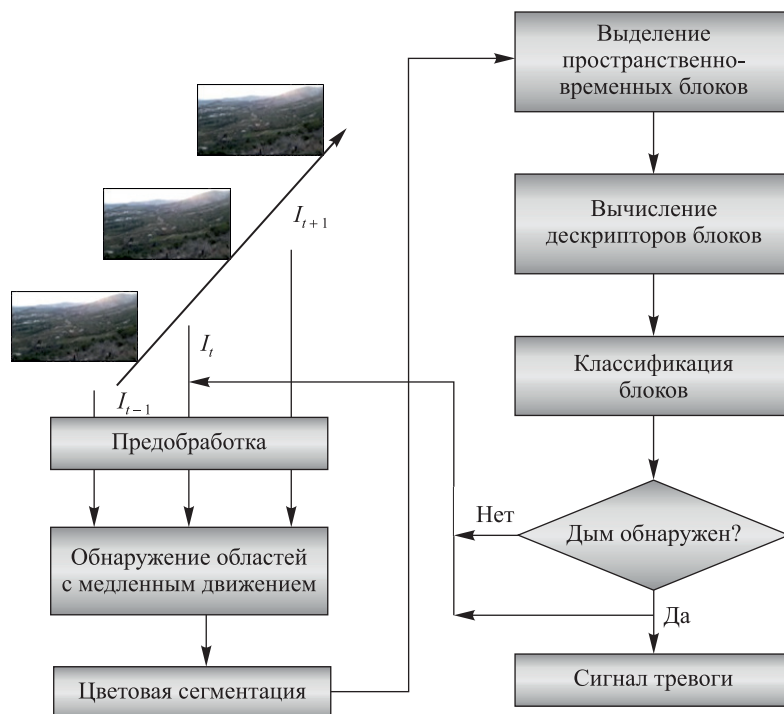 I_{t+1}
I_t
I_{t-1}
Предобработка
Обнаружение областей
с медленным движением
Цветовая сегментация
Выделение
пространственно-
временных блоков
Вычисление
дескрипторов блоков
Классификация
блоков
Дым обнаружен?
Нет
Да
Сигнал тревоги